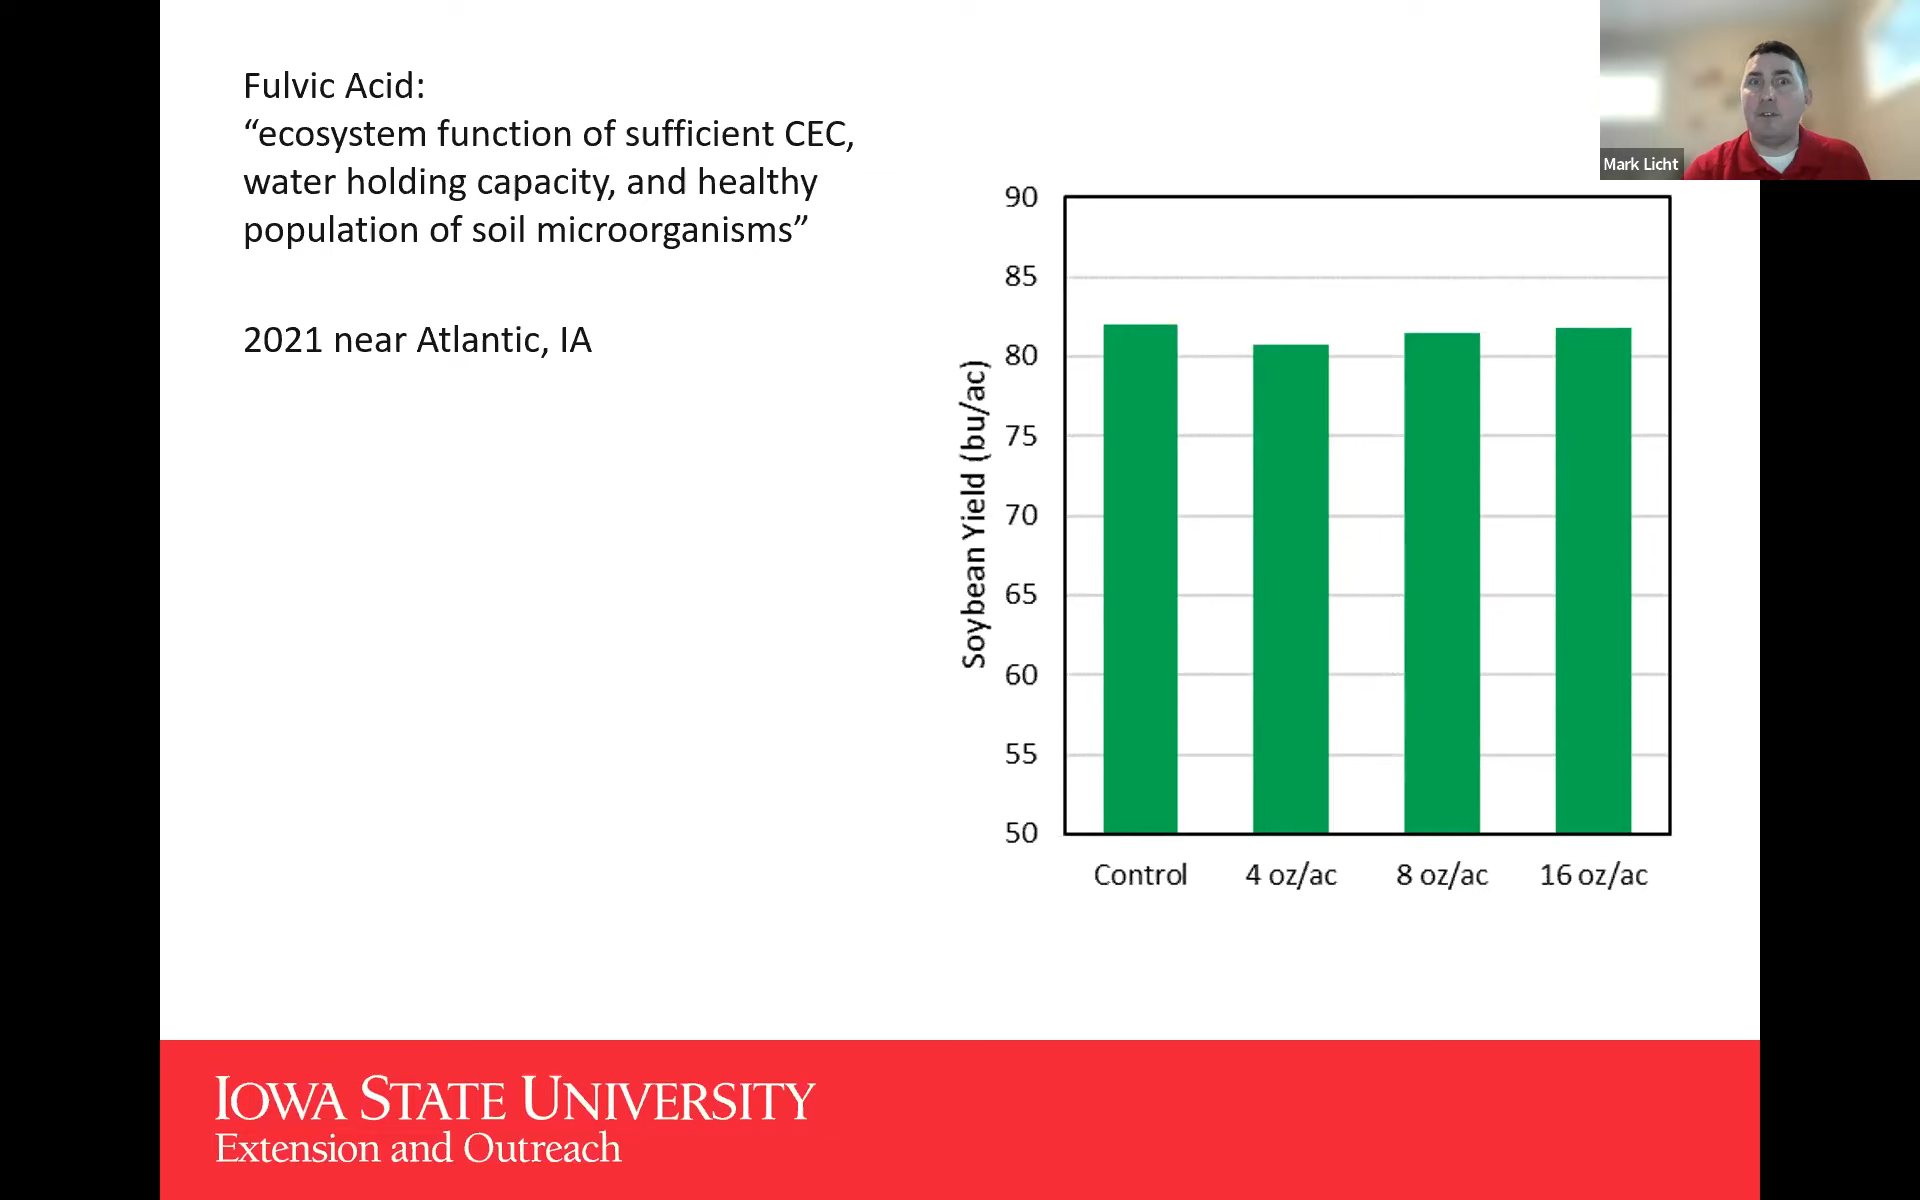 Fulvic Acid:
“ecosystem function of sufficient CEC,
water holding capacity, and healthy
population of soil microorganisms”
2021 near Atlantic, IA
Mark Licht
Soybean Yield (bu/ac)
90
85
80
75
70
65
60
55
50
Control
4 oz/ac
8 oz/ac
16 oz/ac
IOWA STATE UNIVERSITY
Extension and Outreach